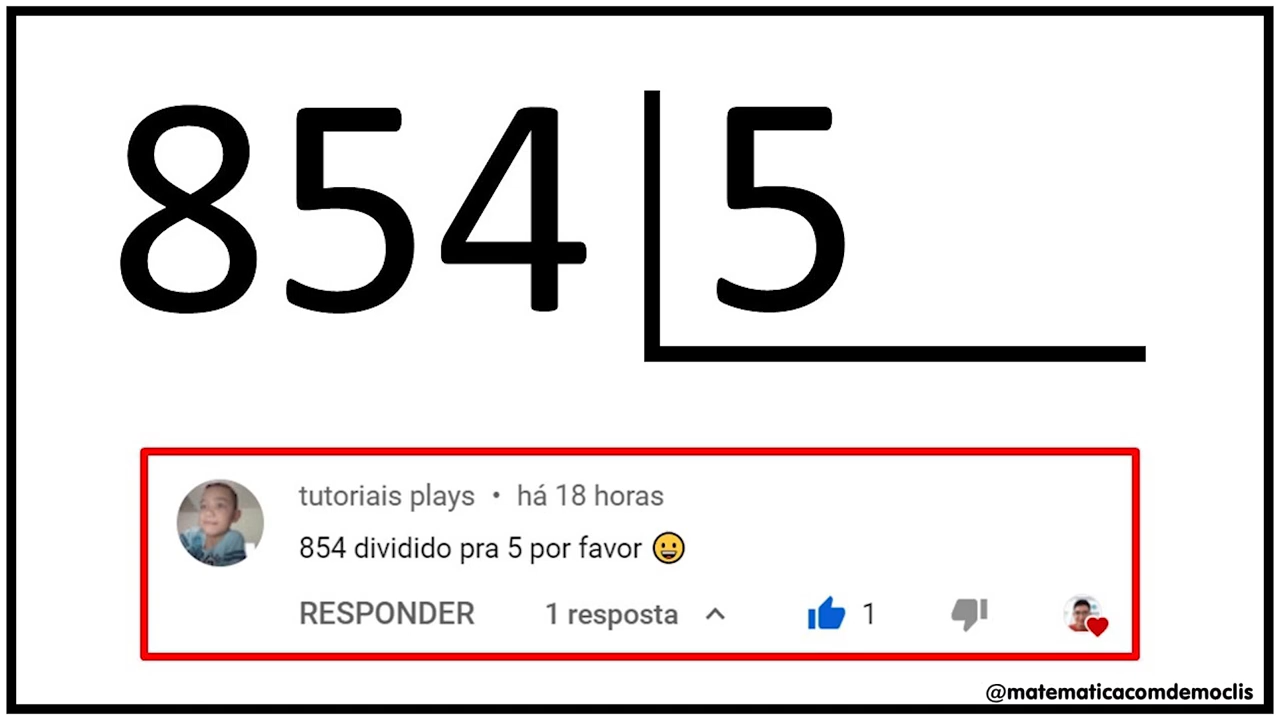 854 5
tutoriais plays • há 18 horas
854 dividido pra 5 por favor 😀
RESPONDER 1 resposta 1
@matematicacomdemoclis